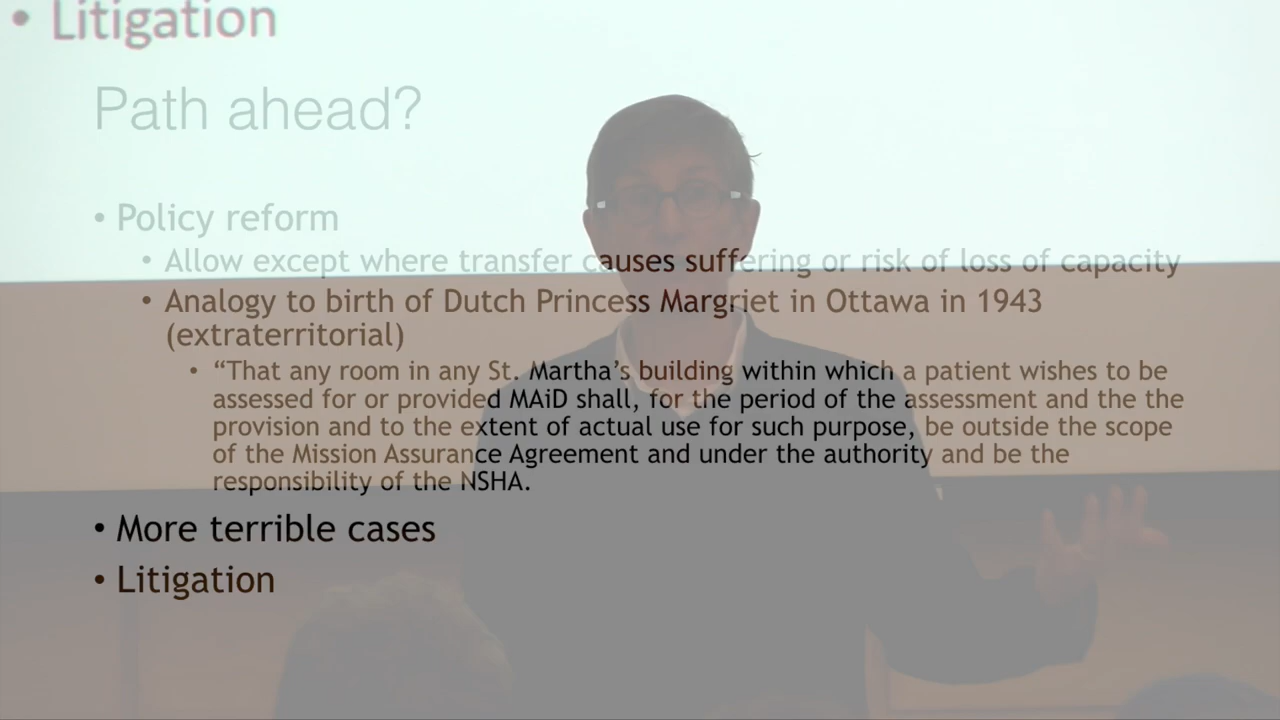 • Litigation
Path ahead?
• Policy reform
• Allow except where transfer causes suffering or risk of loss of capacity
• Analogy to birth of Dutch Princess Margriet in Ottawa in 1943
(extraterritorial)
• “That any room in any St. Martha’s building within which a patient wishes to be
assessed for or provided MAiD shall, for the period of the assessment and the the
provision and to the extent of actual use for such purpose, be outside the scope
of the Mission Assurance Agreement and under the authority and be the
responsibility of the NSHA.
• More terrible cases
• Litigation